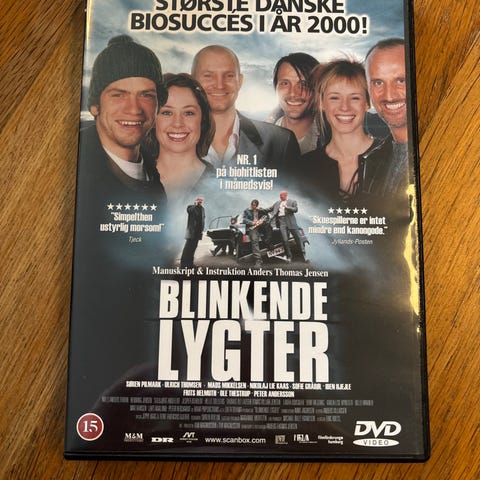 STØRSTE DANSKE
BIOSUCCES I ÅR 2000!
NR. 1
på biohitlisten
i månedsvis!
★★★★★★
"Simpelthen
ustyrlig morsom!"
Tjeck
★★★★★★
"Skuespillerne er intet
mindre end kanongode."
Jyllands-Posten
Manuskript & Instruktion Anders Thomas Jensen
BLINKENDE
LYGTER
SØREN PILMARK · ULRICH THOMSEN · MADS MIKKELSEN · NIKOLAJ LIE KAAS · SOFIE GRÅBØL · IBEN HJEJLE
FRITS HELMUTH · OLE THESTRUP · PETER ANDERSSON
15
M&M
DR
www.scanbox.com
DVD
VIDEO